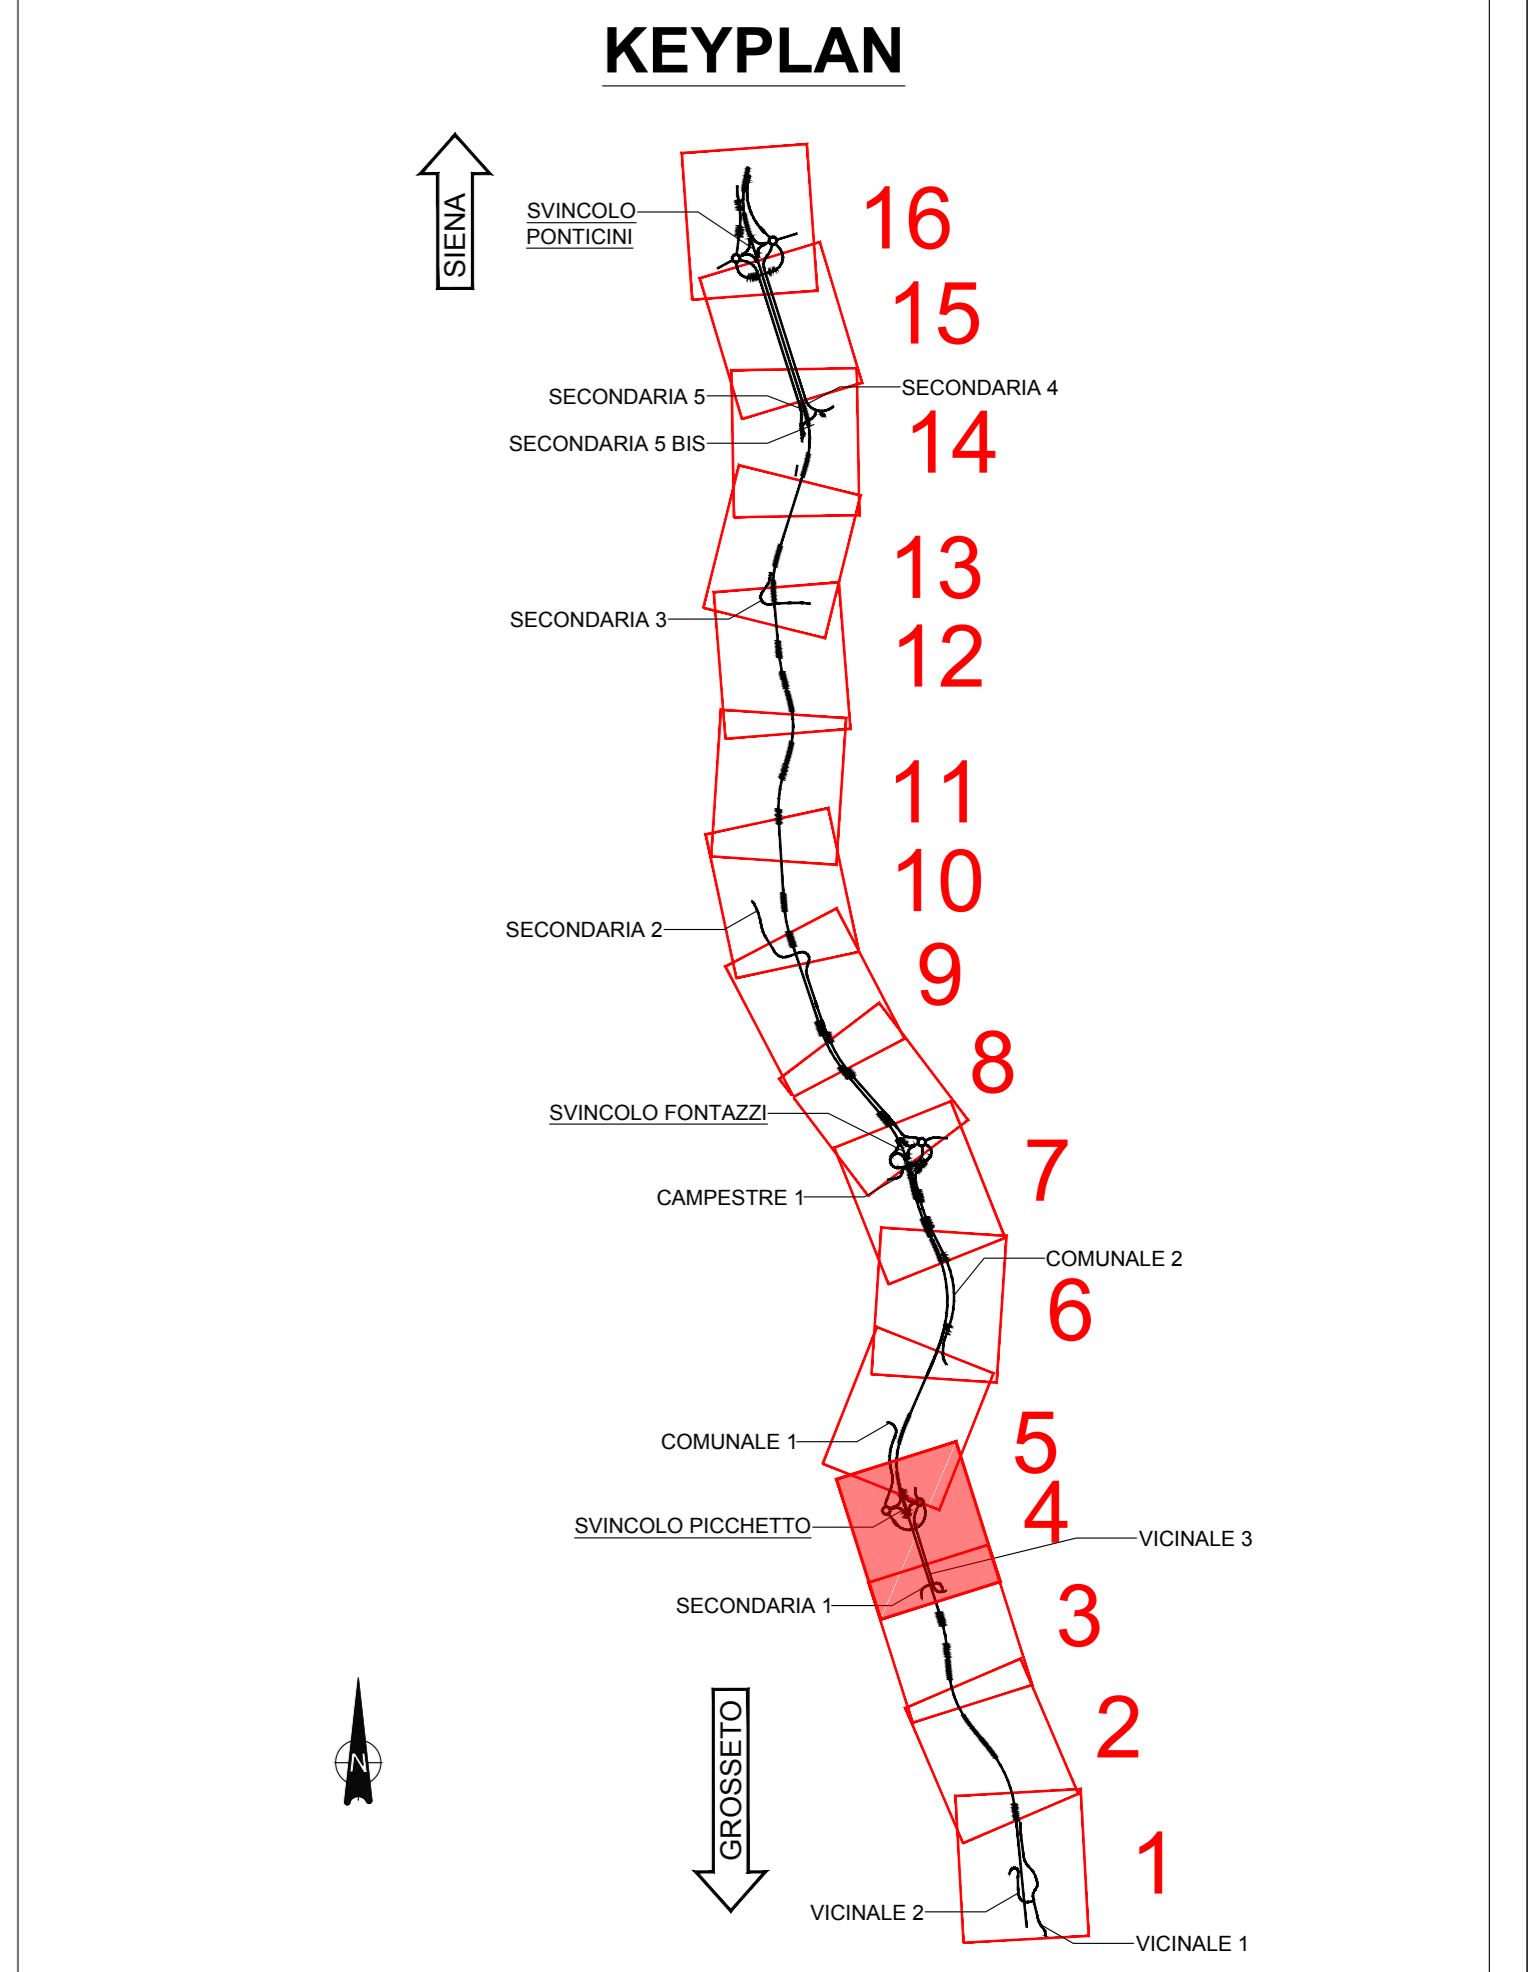 KEYPLAN
SIENA
SVINCOLO
PONTICINI
16
15
SECONDARIA 5
SECONDARIA 4
SECONDARIA 5 BIS
14
13
SECONDARIA 3
12
11
10
SECONDARIA 2
9
8
SVINCOLO FONTAZZI
7
CAMPESTRE 1
COMUNALE 2
6
COMUNALE 1
5
4
SVINCOLO PICCHETTO
VICINALE 3
SECONDARIA 1
3
2
N
GROSSETO
1
VICINALE 2
VICINALE 1